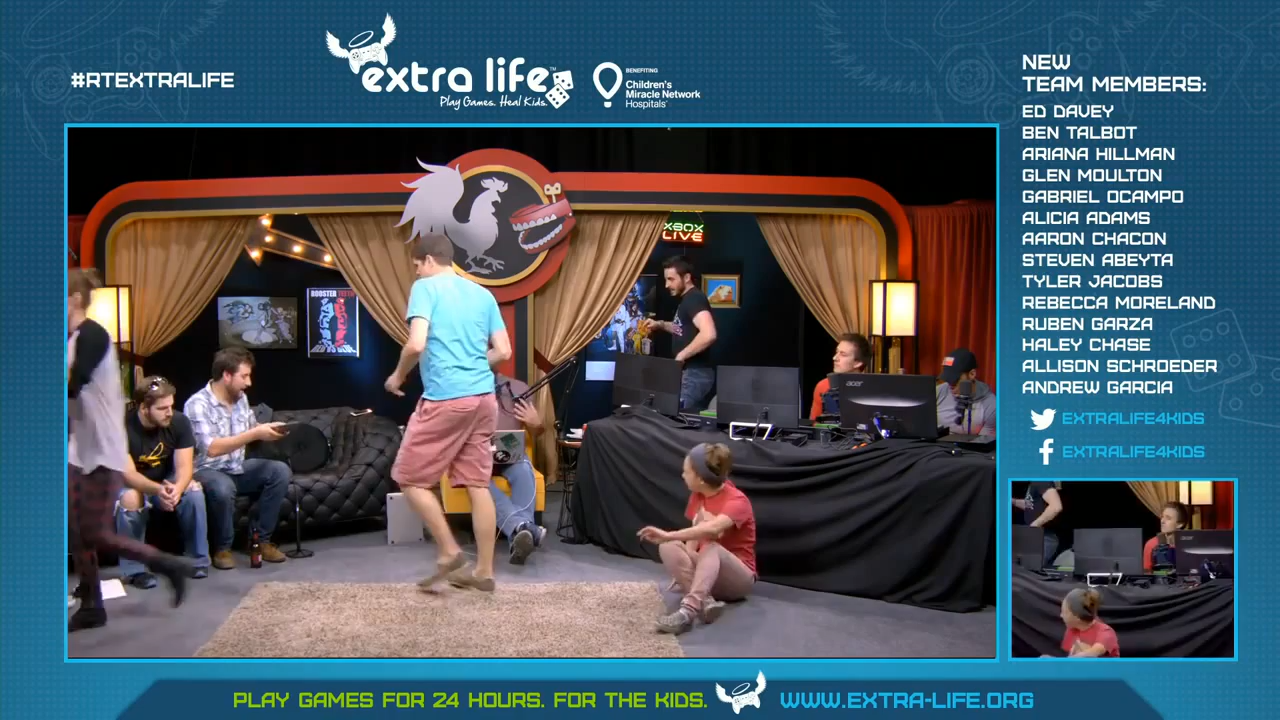 #RTEXTRALIFE
extra life™
Play Games. Heal Kids.
BENEFITING
Children's
Miracle Network
Hospitals
NEW
TEAM MEMBERS:
ED DAVEY
BEN TALBOT
ARIANA HILLMAN
GLEN MOULTON
GABRIEL OCAMPO
ALICIA ADAMS
AARON CHACON
STEVEN ABEYTA
TYLER JACOBS
REBECCA MORELAND
RUBEN GARZA
HALEY CHASE
ALLISON SCHROEDER
ANDREW GARCIA
EXTRALIFE4KIDS
EXTRALIFE4KIDS
XBOX
LIVE
ROOSTER TEETH
acer
PLAY GAMES FOR 24 HOURS. FOR THE KIDS.
WWW.EXTRA-LIFE.ORG